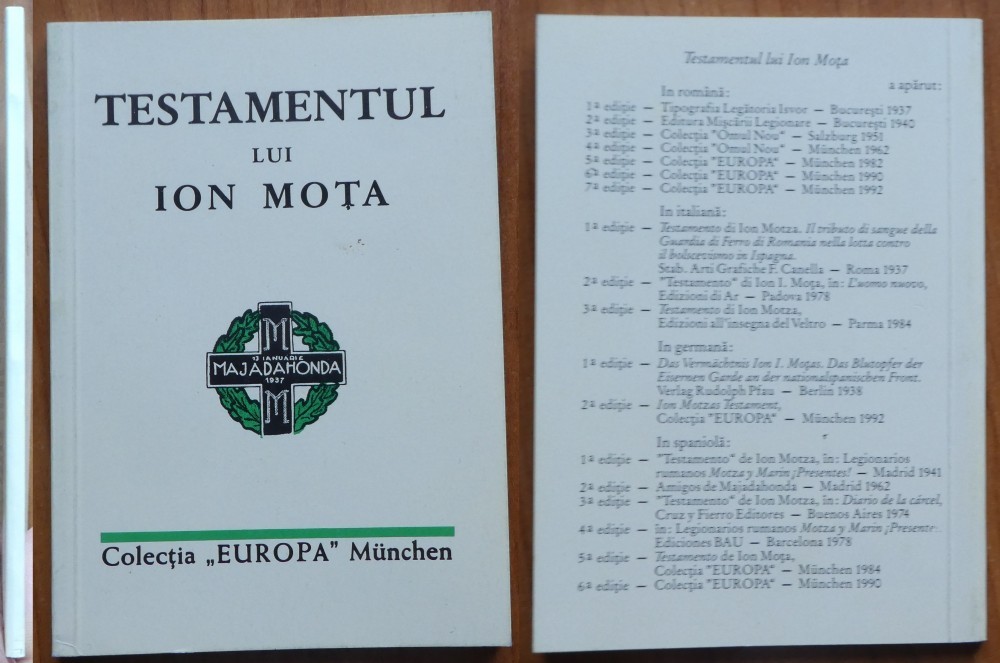 TESTAMENTUL
LUI
ION MOȚA
M
13 IANUARIE
MAJADAHONDA
1937
M
Colecția „EUROPA" München
Testamentul lui Ion Moța
a apărut:
In română:
1ª ediție — Tipografia Legătoria Isvor — București 1937
2ª ediție — Editura Mișcării Legionare — București 1940
3ª ediție — Colecția "Omul Nou" — Salzburg 1951
4ª ediție — Colecția "Omul Nou" — München 1962
5ª ediție — Colecția "EUROPA" — München 1982
6ª ediție — Colecția "EUROPA" — München 1990
7ª ediție — Colecția "EUROPA" — München 1992
In italiană:
1ª ediție — Testamento di Ion Motza. Il tributo di sangue della
Guardia di Ferro di Romania nella lotta contro
il bolscevismo in Ispagna.
Stab. Arti Grafiche F. Canella — Roma 1937
2ª ediție — "Testamento" di Ion I. Moța, în: L'uomo nuovo,
Edizioni di Ar — Padova 1978
3ª ediție — Testamento di Ion Motza,
Edizioni all'insegna del Veltro — Parma 1984
In germană:
1ª ediție — Das Vermächtnis Ion I. Moțas. Das Blutopfer der
Eisernen Garde an der nationalspanischen Front.
Verlag Rudolph Pfau — Berlin 1938
2ª ediție — Ion Motzas Testament,
Colecția "EUROPA" — München 1992
In spaniolă:
1ª ediție — "Testamento" de Ion Motza, în: Legionarios
rumanos Motza y Marin ¡Presentes! — Madrid 1941
2ª ediție — Amigos de Majadahonda — Madrid 1962
3ª ediție — "Testamento" de Ion Motza, în: Diario de la cárcel,
Cruz y Fierro Editores — Buenos Aires 1974
4ª ediție — în: Legionarios rumanos Motza y Marin ¡Presente:.
Ediciones BAU — Barcelona 1978
5ª ediție — Testamento de Ion Moța,
Colecția "EUROPA" — München 1984
6ª ediție — Colecția "EUROPA" — München 1990